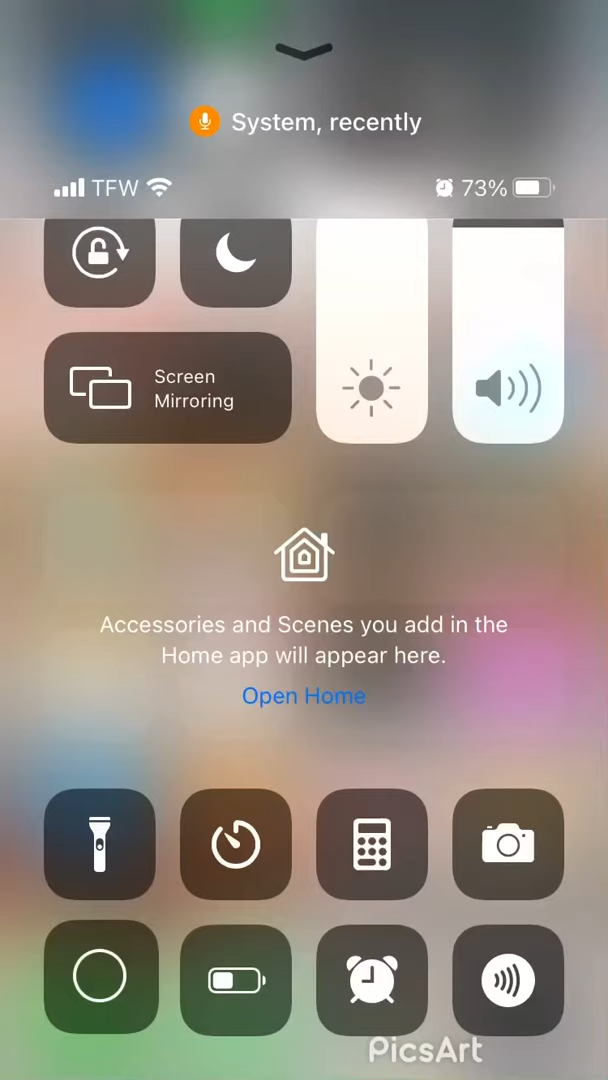 System, recently
TFW 73%
Screen
Mirroring
Accessories and Scenes you add in the
Home app will appear here.
Open Home
PicsArt